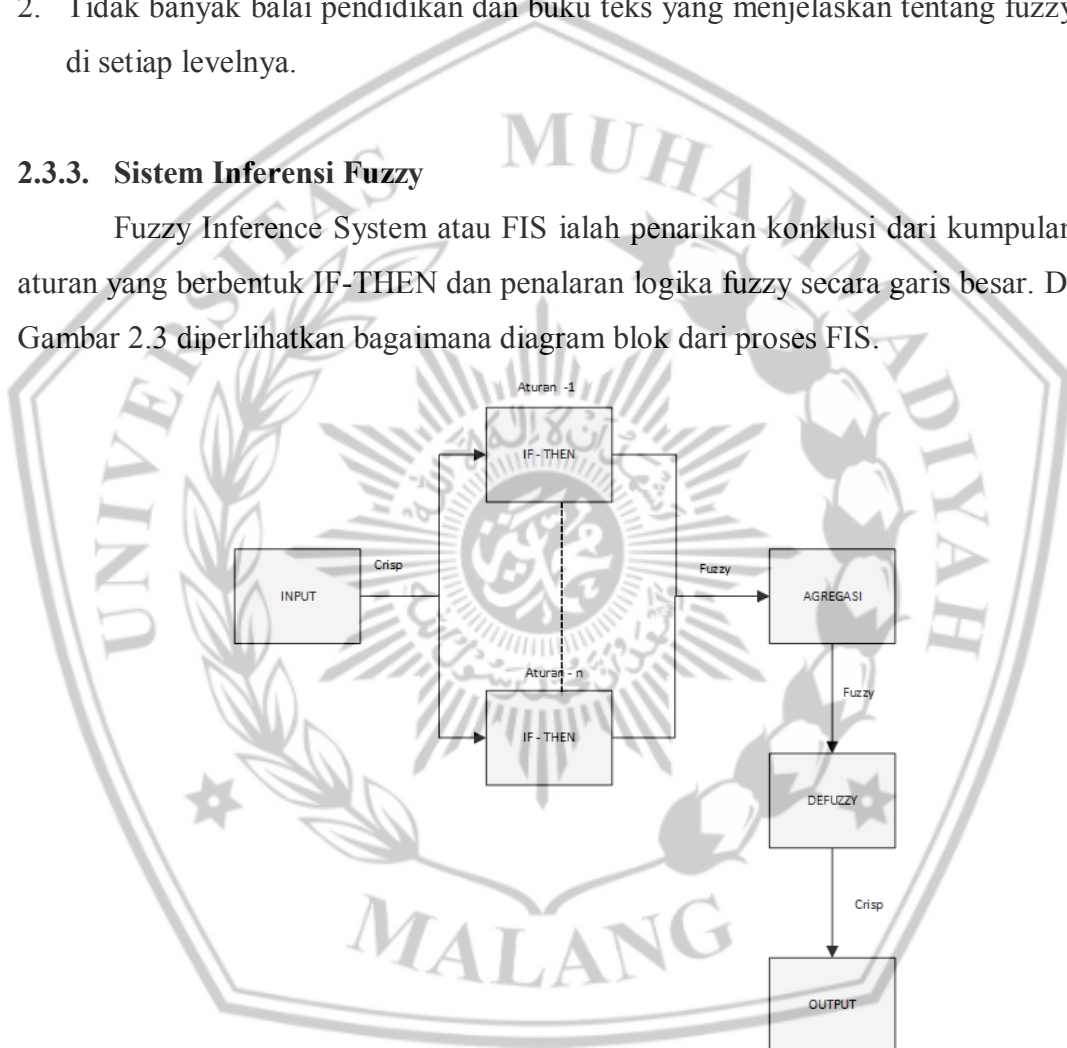 2. Tidak banyak balai pendidikan dan buku teks yang menjelaskan tentang fuzzy
di setiap levelnya.
2.3.3. Sistem Inferensi Fuzzy
Fuzzy Inference System atau FIS ialah penarikan konklusi dari kumpulan
aturan yang berbentuk IF-THEN dan penalaran logika fuzzy secara garis besar. D
Gambar 2.3 diperlihatkan bagaimana diagram blok dari proses FIS.
Aturan -1
IF - THEN
Crisp
INPUT
Fuzzy
AGREGASI
Aturan - n
IF - THEN
Fuzzy
DEFUZZY
Crisp
OUTPUT
UNIVERSITAS MUHAMMADIYAH
MALANG